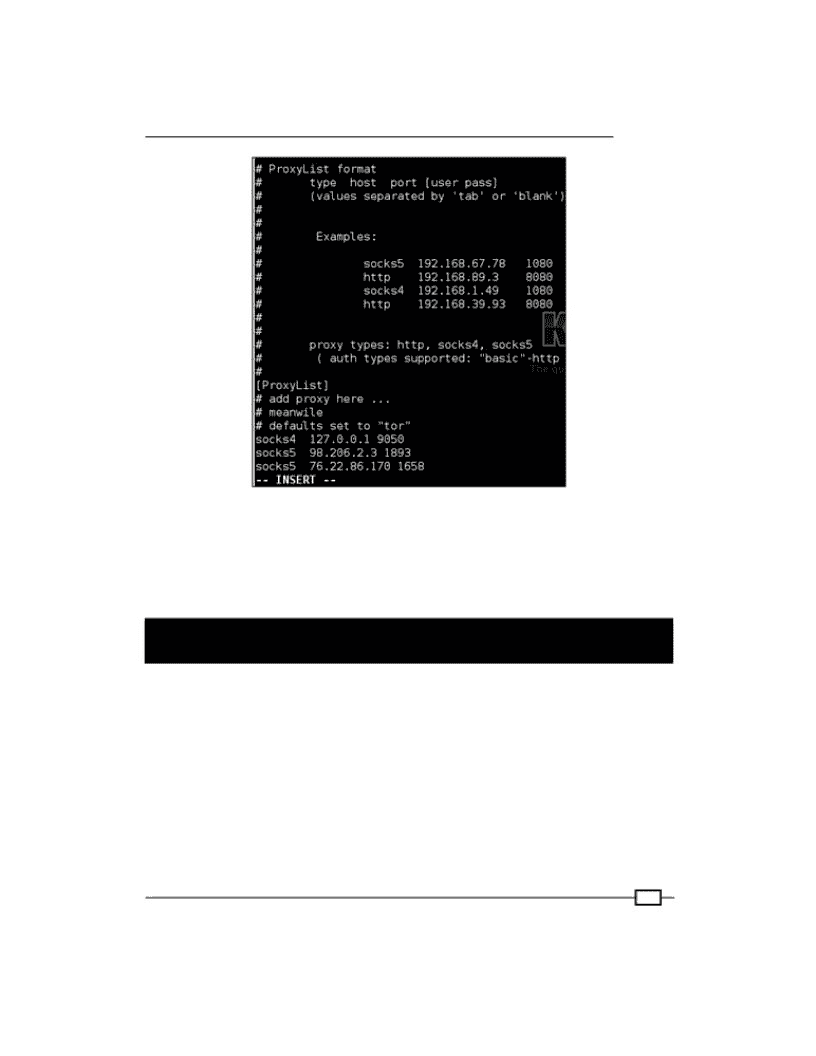 # ProxyList format
#       type  host  port [user pass]
#       (values separated by 'tab' or 'blank')
#
#
#        Examples:
#
#               socks5  192.168.67.78   1080
#               http    192.168.89.3    8080
#               socks4  192.168.1.49    1080
#               http    192.168.39.93   8080
#
#
#       proxy types: http, socks4, socks5
#        ( auth types supported: "basic"-http
#
[ProxyList]
# add proxy here ...
# meanwile
# defaults set to "tor"
socks4  127.0.0.1 9050
socks5  98.206.2.3 1893
socks5  76.22.86.170 1658
-- INSERT --
K
The qu